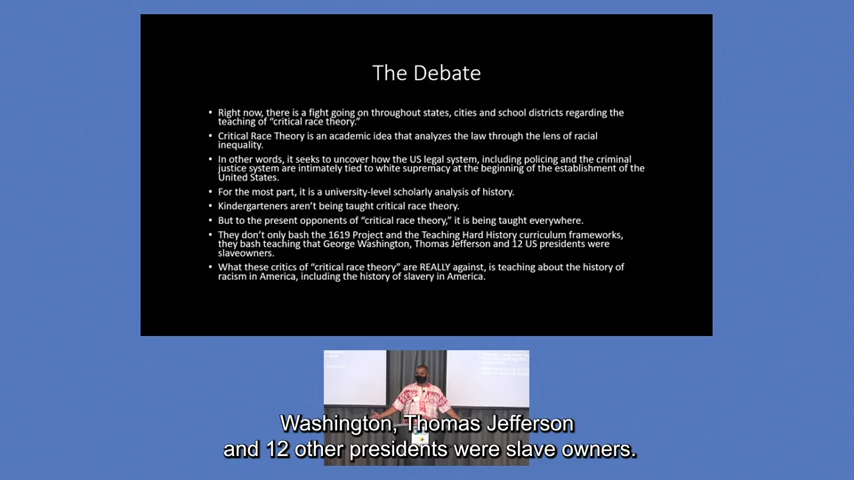 The Debate
• Right now, there is a fight going on throughout states, cities and school districts regarding the
teaching of “critical race theory.”
• Critical Race Theory is an academic idea that analyzes the law through the lens of racial
inequality.
• In other words, it seeks to uncover how the US legal system, including policing and the criminal
justice system are intimately tied to white supremacy at the beginning of the establishment of the
United States.
• For the most part, it is a university-level scholarly analysis of history.
• Kindergarteners aren’t being taught critical race theory.
• But to the present opponents of “critical race theory,” it is being taught everywhere.
• They don’t only bash the 1619 Project and the Teaching Hard History curriculum frameworks,
they bash teaching that George Washington, Thomas Jefferson and 12 US presidents were
slaveowners.
• What these critics of “critical race theory” are REALLY against, is teaching about the history of
racism in America, including the history of slavery in America.
Washington, Thomas Jefferson
and 12 other presidents were slave owners.